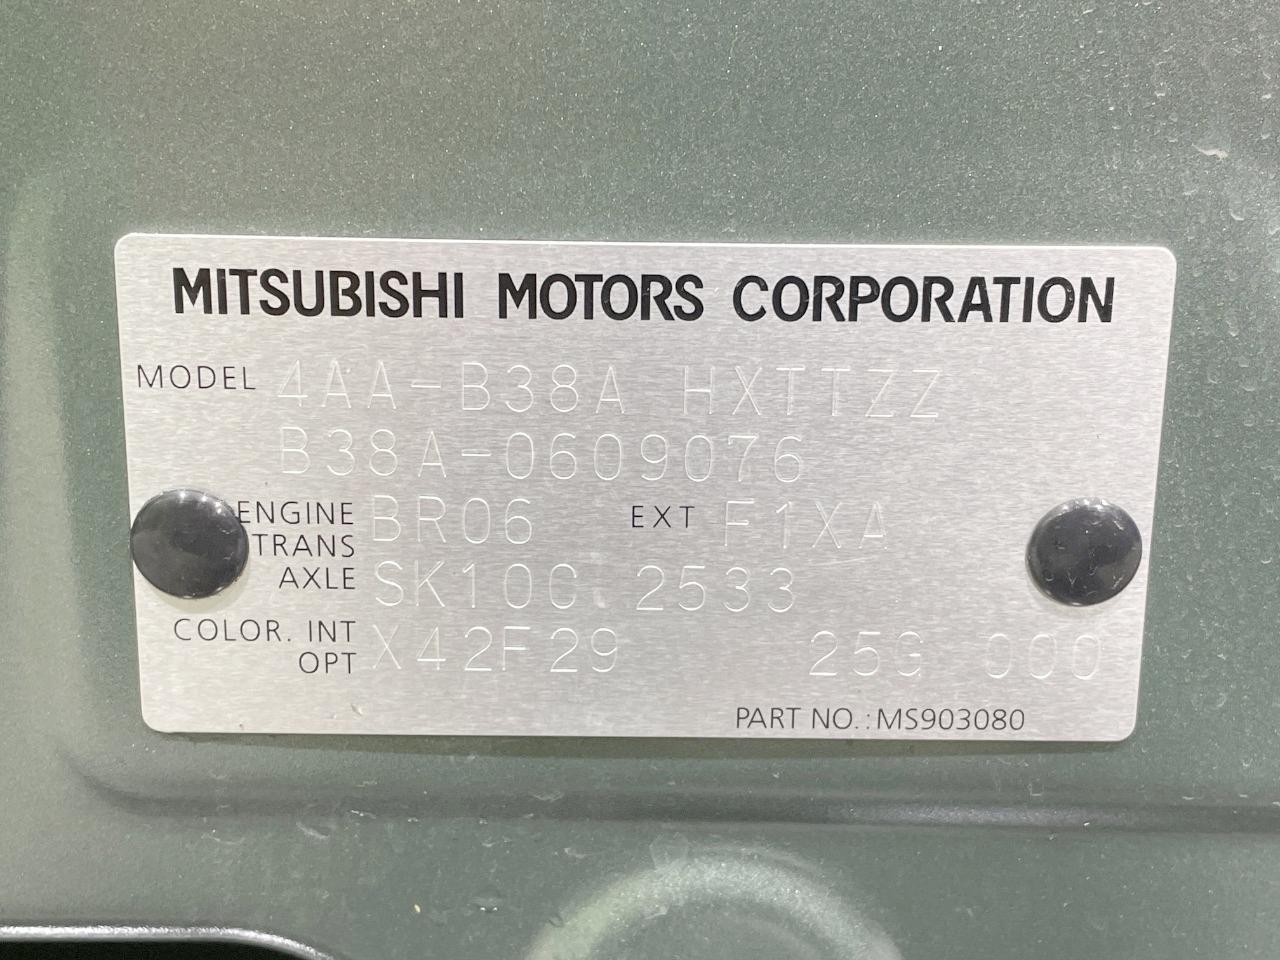 MITSUBISHI MOTORS CORPORATION
MODEL 4AA-B38A HXTTZZ
B38A-0609076
ENGINE BR06 EXT F1XA
TRANS
AXLE SK10C 2533
COLOR. INT
OPT X42F29 25G 000
PART NO.:MS903080